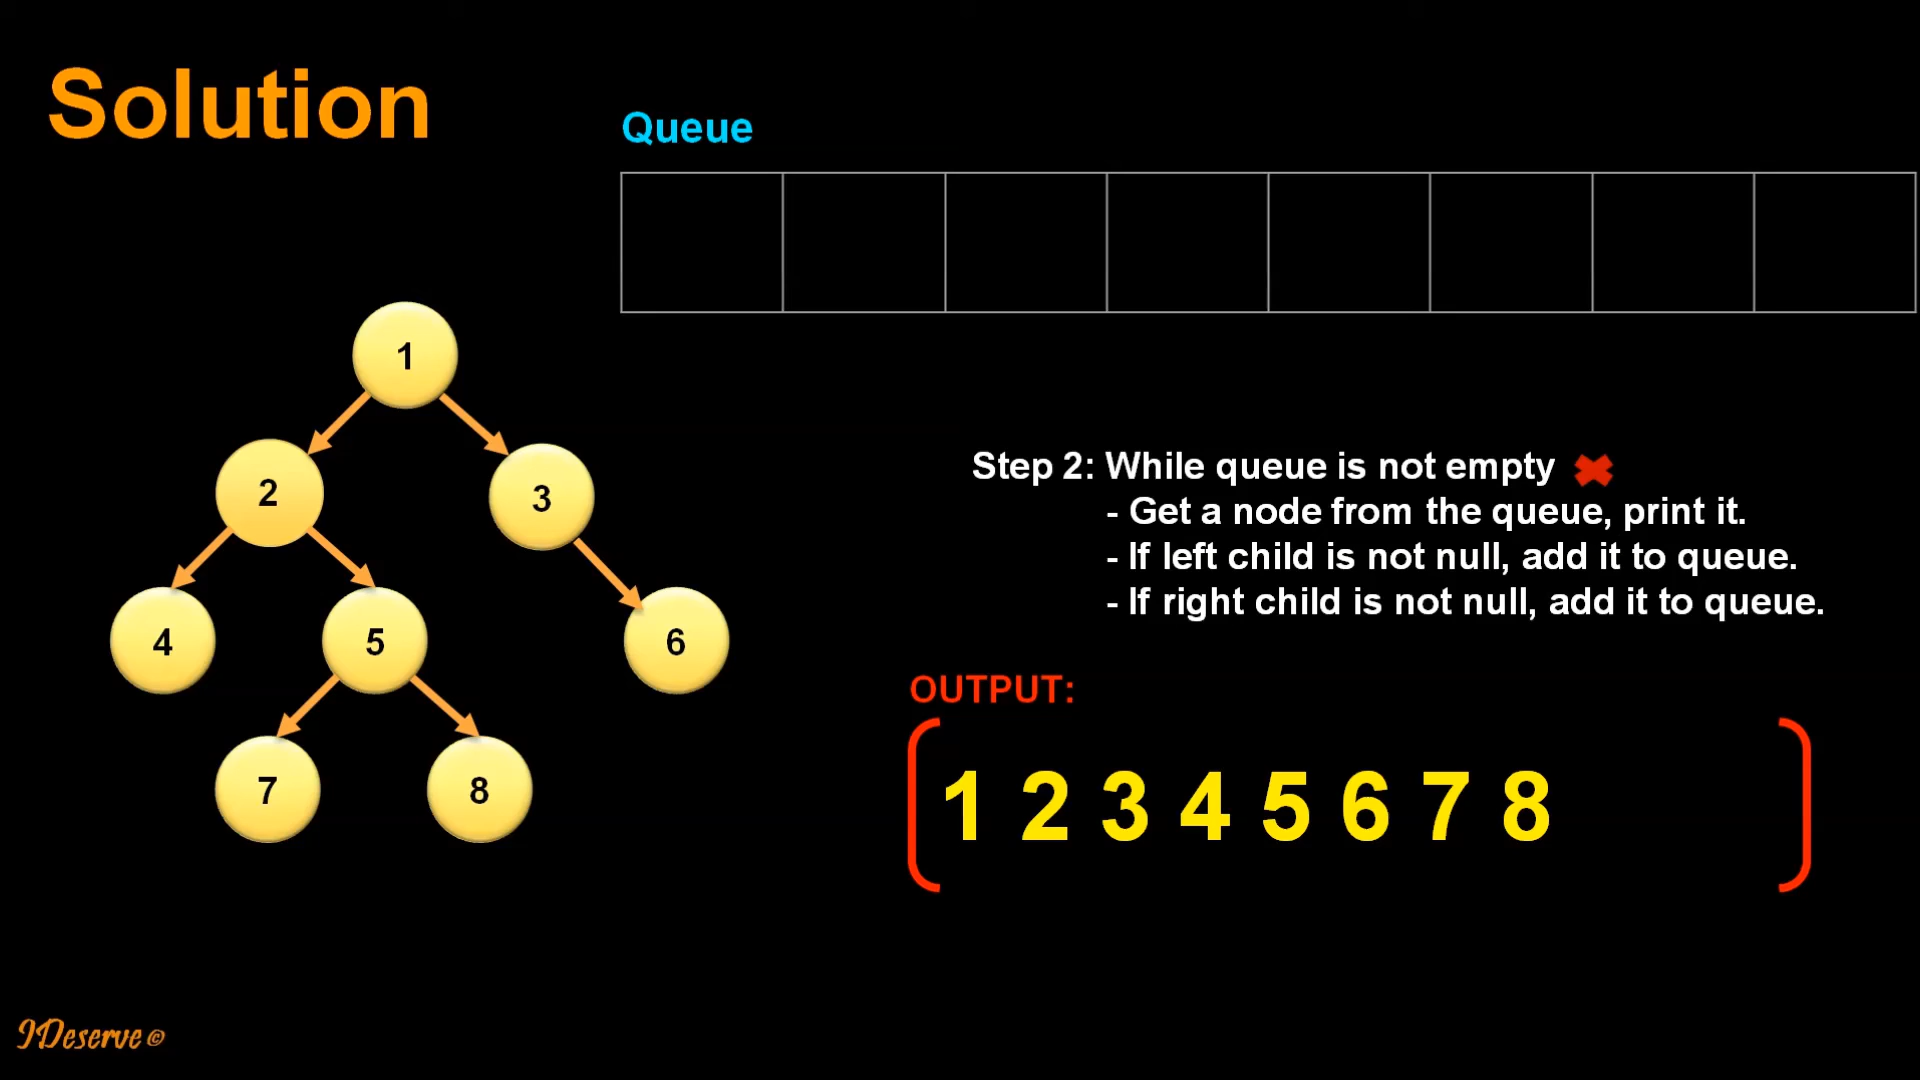 Solution
Queue
1
2
3
4
5
6
7
8
Step 2: While queue is not empty
- Get a node from the queue, print it.
- If left child is not null, add it to queue.
- If right child is not null, add it to queue.
OUTPUT:
1 2 3 4 5 6 7 8
IDeserve ©